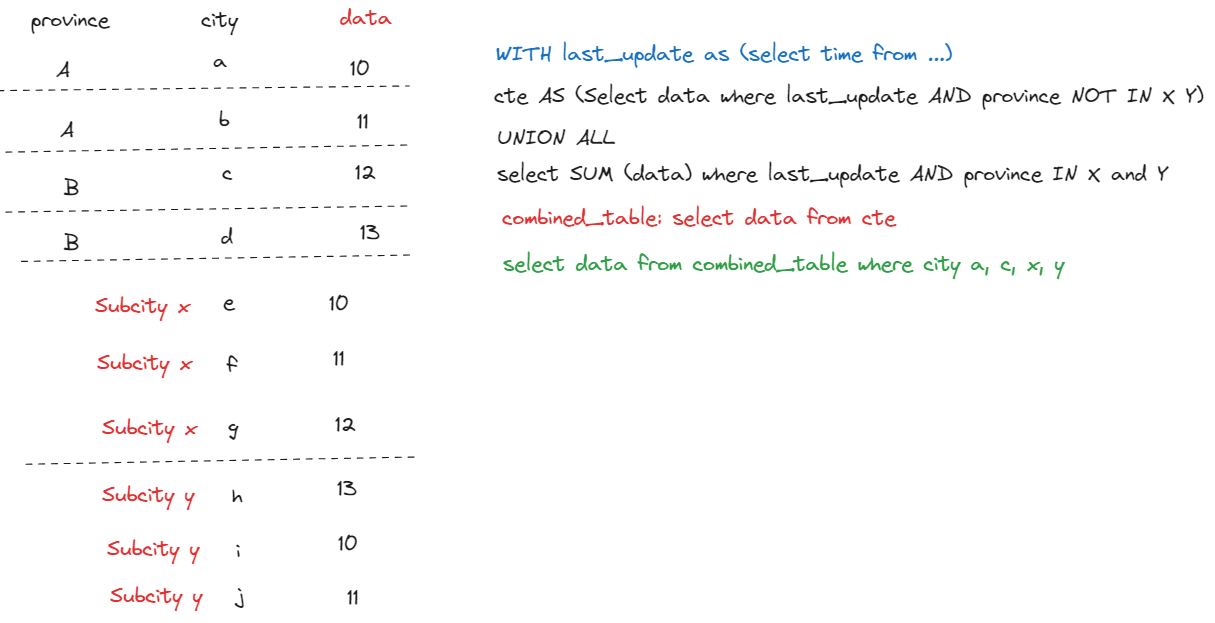 province city data
A a 10
A b 11
B c 12
B d 13
Subcity x e 10
Subcity x f 11
Subcity x g 12
Subcity y h 13
Subcity y i 10
Subcity y j 11
WITH last_update as (select time from ...)
cte AS (Select data where last_update AND province NOT IN X Y)
UNION ALL
select SUM (data) where last_update AND province IN X and Y
combined_table: select data from cte
select data from combined_table where city a, c, x, y